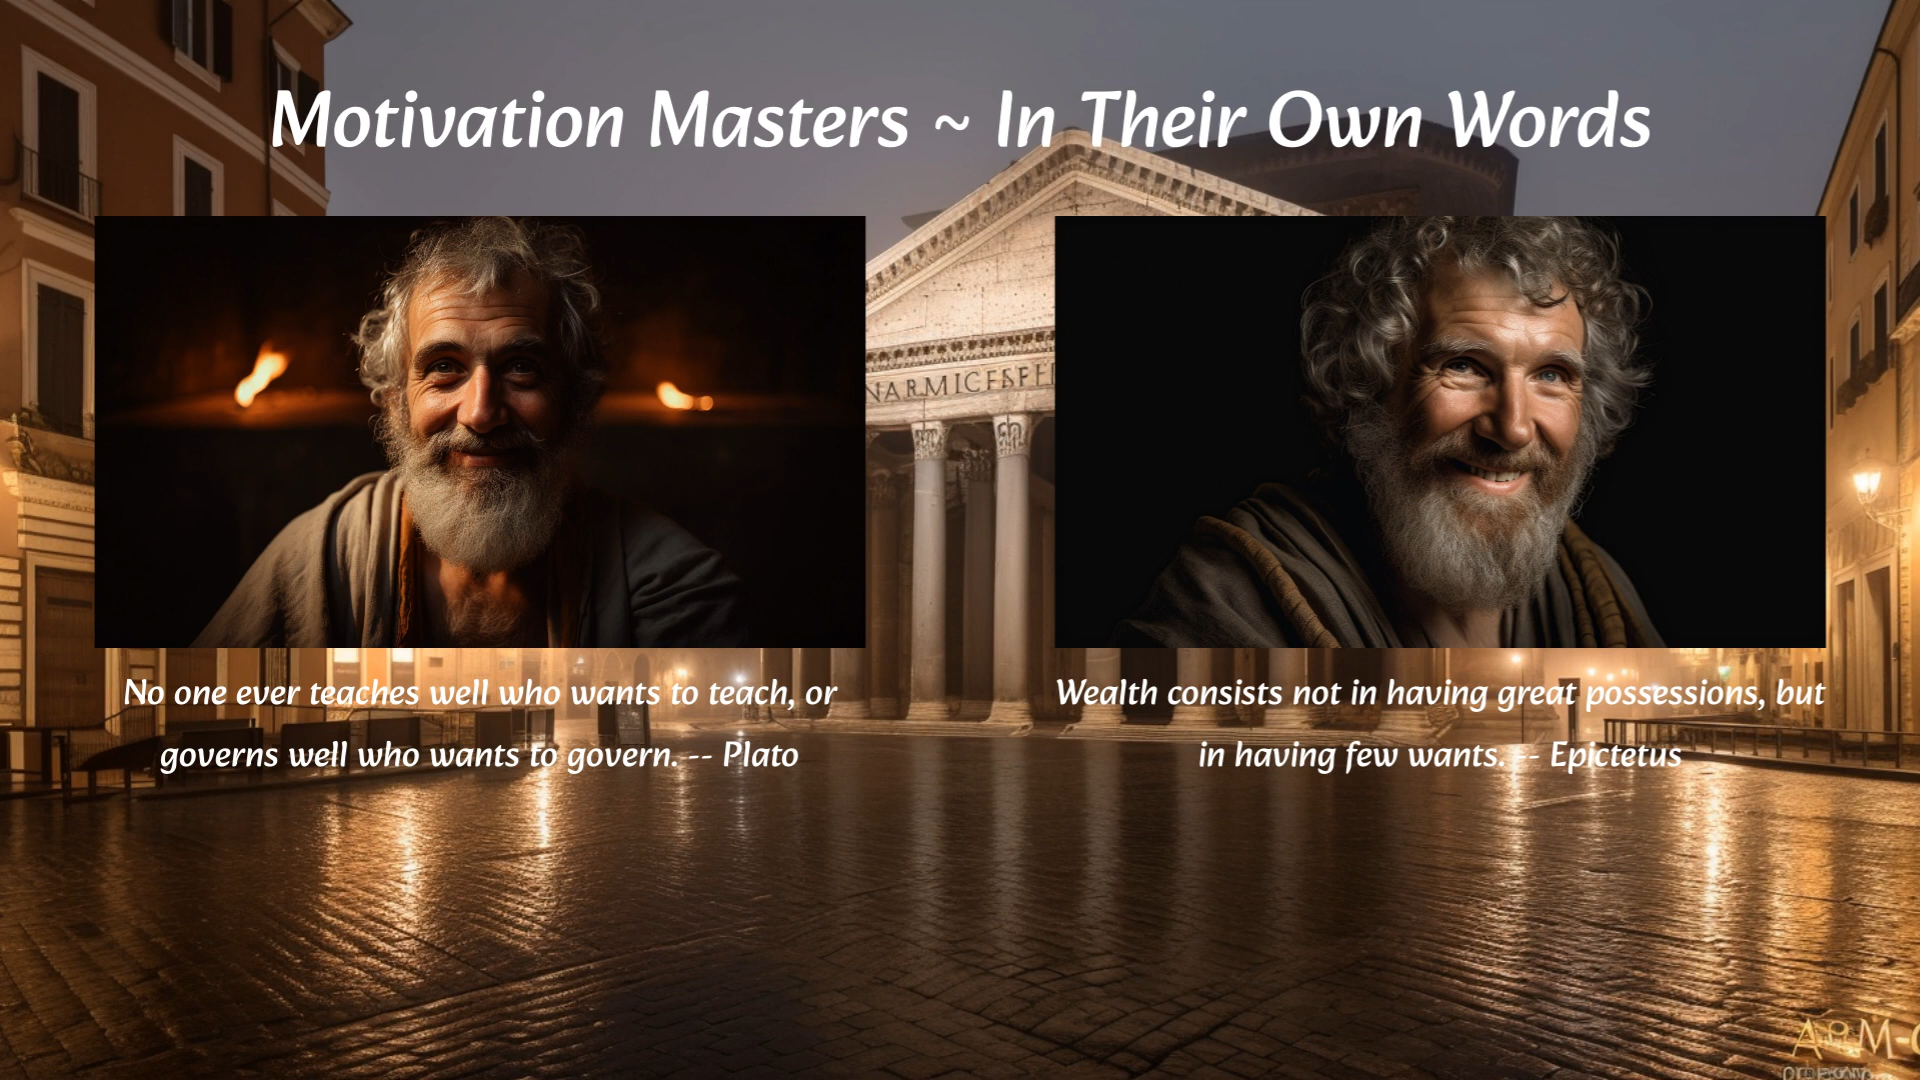 Motivation Masters ~ In Their Own Words
No one ever teaches well who wants to teach, or
governs well who wants to govern. -- Plato
Wealth consists not in having great possessions, but
in having few wants. -- Epictetus